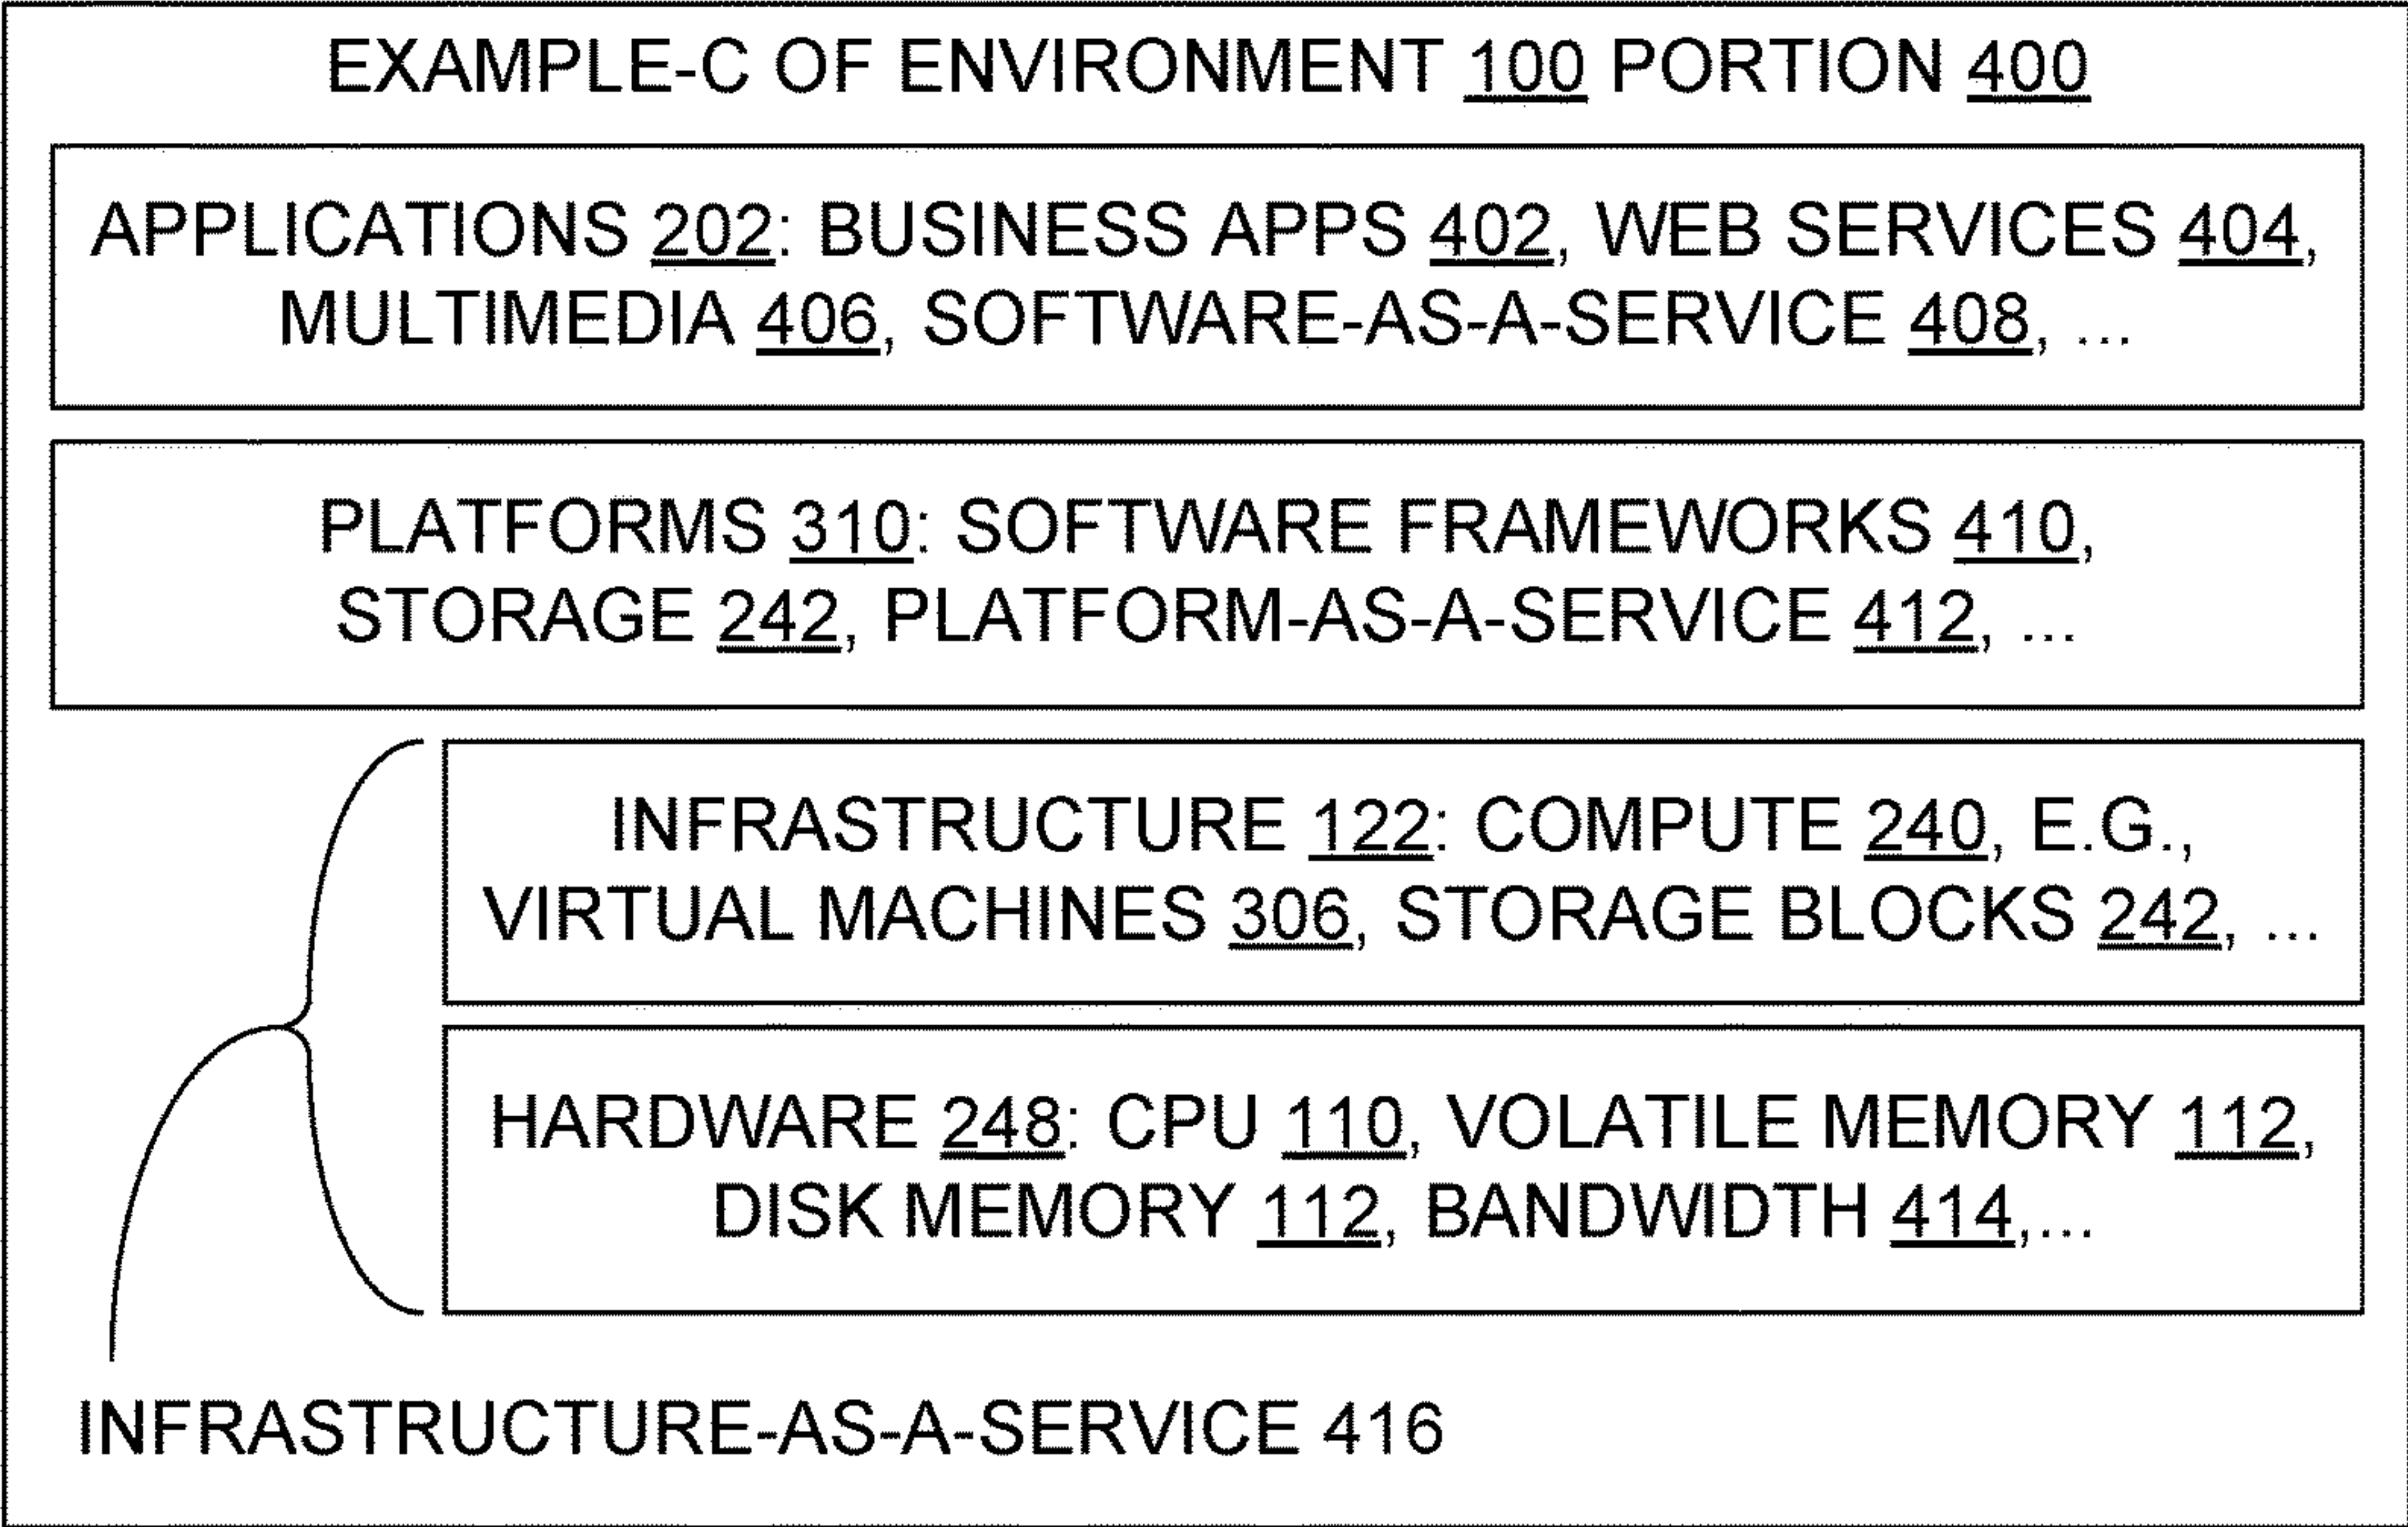 EXAMPLE-C OF ENVIRONMENT 100 PORTION 400
APPLICATIONS 202: BUSINESS APPS 402, WEB SERVICES 404,
MULTIMEDIA 406, SOFTWARE-AS-A-SERVICE 408, ...
PLATFORMS 310: SOFTWARE FRAMEWORKS 410,
STORAGE 242, PLATFORM-AS-A-SERVICE 412, ...
INFRASTRUCTURE 122: COMPUTE 240, E.G.,
VIRTUAL MACHINES 306, STORAGE BLOCKS 242, ...
HARDWARE 248: CPU 110, VOLATILE MEMORY 112,
DISK MEMORY 112, BANDWIDTH 414,...
INFRASTRUCTURE-AS-A-SERVICE 416